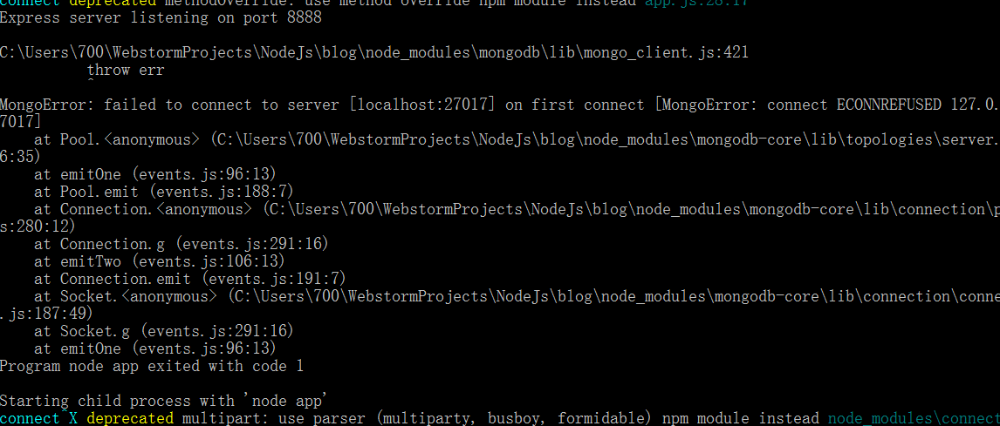 connect deprecated methodOverride: use method-override npm module instead app.js:28:17
Express server listening on port 8888
C:\Users\700\WebstormProjects\NodeJs\blog\node_modules\mongodb\lib\mongo_client.js:421
throw err
^
MongoError: failed to connect to server [localhost:27017] on first connect [MongoError: connect ECONNREFUSED 127.0.
7017]
at Pool.<anonymous> (C:\Users\700\WebstormProjects\NodeJs\blog\node_modules\mongodb-core\lib\topologies\server.
6:35)
at emitOne (events.js:96:13)
at Pool.emit (events.js:188:7)
at Connection.<anonymous> (C:\Users\700\WebstormProjects\NodeJs\blog\node_modules\mongodb-core\lib\connection\p
s:280:12)
at Connection.g (events.js:291:16)
at emitTwo (events.js:106:13)
at Connection.emit (events.js:191:7)
at Socket.<anonymous> (C:\Users\700\WebstormProjects\NodeJs\blog\node_modules\mongodb-core\lib\connection\conne
.js:187:49)
at Socket.g (events.js:291:16)
at emitOne (events.js:96:13)
Program node app exited with code 1
Starting child process with 'node app'
connect^X deprecated multipart: use parser (multiparty, busboy, formidable) npm module instead node_modules\connect